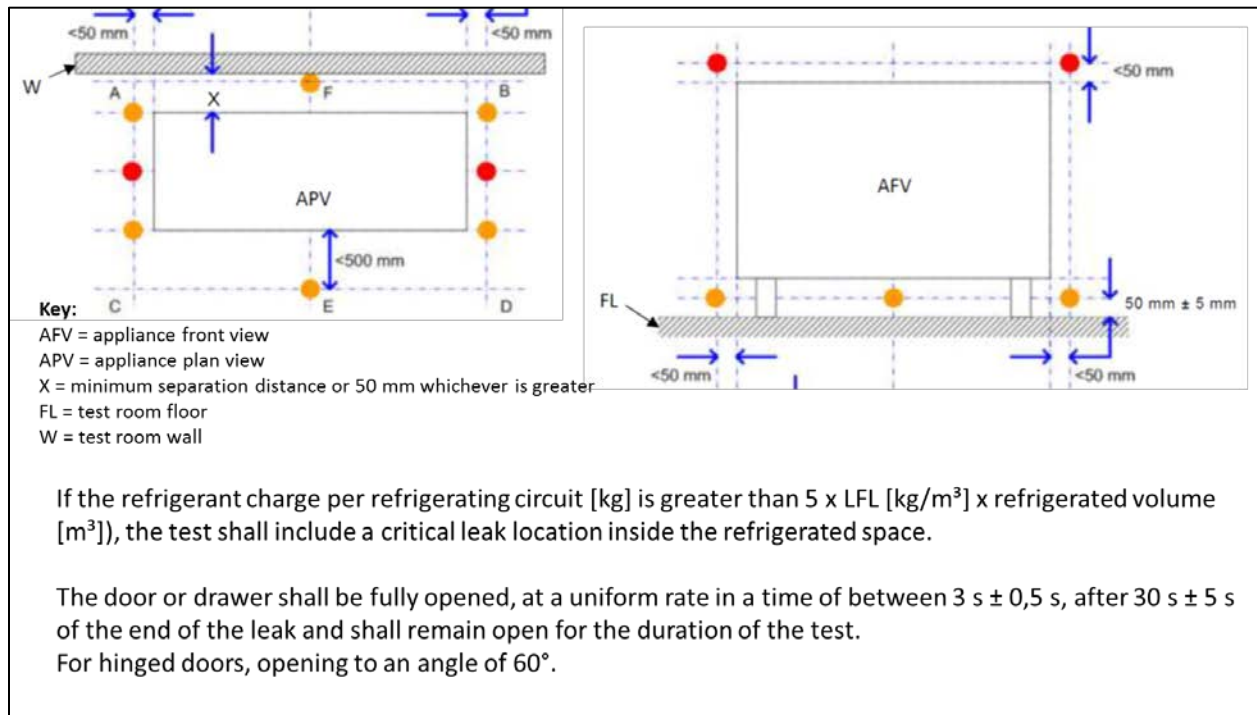 <50 mm
<50 mm
W
A
X
F
B
APV
<500 mm
C
E
D
<50 mm
AFV
FL
50 mm ± 5 mm
<50 mm
<50 mm
Key:
AFV = appliance front view
APV = appliance plan view
X = minimum separation distance or 50 mm whichever is greater
FL = test room floor
W = test room wall
If the refrigerant charge per refrigerating circuit [kg] is greater than 5 x LFL [kg/m³] x refrigerated volume
[m³]), the test shall include a critical leak location inside the refrigerated space.
The door or drawer shall be fully opened, at a uniform rate in a time of between 3 s ± 0,5 s, after 30 s ± 5 s
of the end of the leak and shall remain open for the duration of the test.
For hinged doors, opening to an angle of 60°.